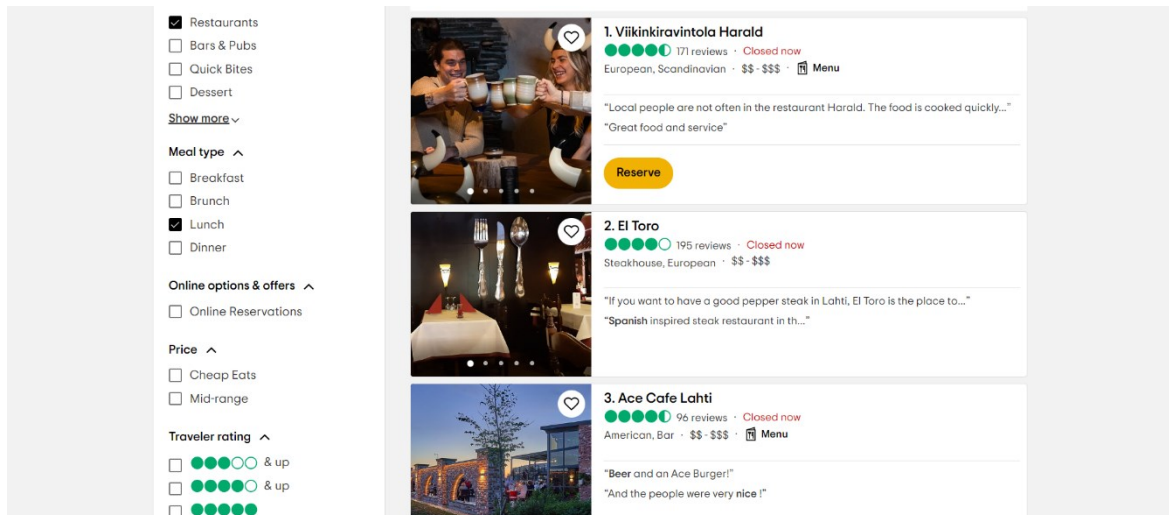 Restaurants
Bars & Pubs
Quick Bites
Dessert
Show more
Meal type
Breakfast
Brunch
Lunch
Dinner
Online options & offers
Online Reservations
Price
Cheap Eats
Mid-range
Traveler rating
& up
& up
1. Viikinkiravintola Harald
171 reviews · Closed now
European, Scandinavian · $$ - $$$ · Menu
"Local people are not often in the restaurant Harald. The food is cooked quickly..."
"Great food and service"
Reserve
2. El Toro
195 reviews · Closed now
Steakhouse, European · $$ - $$$
"If you want to have a good pepper steak in Lahti, El Toro is the place to..."
"Spanish inspired steak restaurant in th..."
3. Ace Cafe Lahti
96 reviews · Closed now
American, Bar · $$ - $$$ · Menu
"Beer and an Ace Burger!"
"And the people were very nice !"